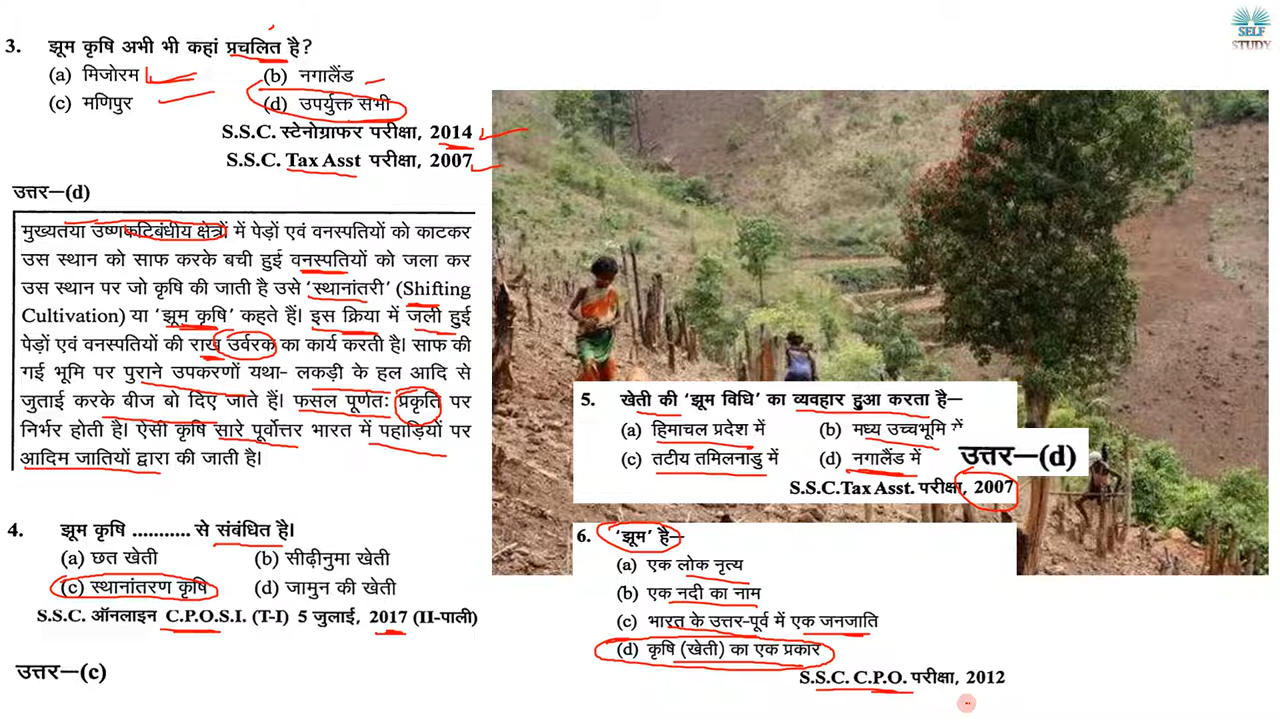 SELF
STUDY
3. झूम कृषि अभी भी कहां प्रचलित है?
(a) मिजोरम (b) नगालैंड
(c) मणिपुर (d) उपर्युक्त सभी
S.S.C. स्टेनोग्राफर परीक्षा, 2014
S.S.C. Tax Asst परीक्षा, 2007
उत्तर—(d)
मुख्यतया उष्णकटिबंधीय क्षेत्रों में पेड़ों एवं वनस्पतियों को काटकर
उस स्थान को साफ करके बची हुई वनस्पतियों को जला कर
उस स्थान पर जो कृषि की जाती है उसे 'स्थानांतरी' (Shifting
Cultivation) या 'झूम कृषि' कहते हैं। इस क्रिया में जली हुई
पेड़ों एवं वनस्पतियों की राख उर्वरक का कार्य करती है। साफ की
गई भूमि पर पुराने उपकरणों यथा- लकड़ी के हल आदि से
जुताई करके बीज बो दिए जाते हैं। फसल पूर्णतः प्रकृति पर
निर्भर होती है। ऐसी कृषि सारे पूर्वोत्तर भारत में पहाड़ियों पर
आदिम जातियों द्वारा की जाती है।
4. झूम कृषि ........... से संबंधित है।
(a) छत खेती (b) सीढ़ीनुमा खेती
(c) स्थानांतरण कृषि (d) जामुन की खेती
S.S.C. ऑनलाइन C.P.O.S.I. (T-I) 5 जुलाई, 2017 (II-पाली)
उत्तर—(c)
5. खेती की 'झूम विधि' का व्यवहार हुआ करता है—
(a) हिमाचल प्रदेश में (b) मध्य उच्चभूमि में
(c) तटीय तमिलनाडु में (d) नगालैंड में
उत्तर—(d)
S.S.C.Tax Asst. परीक्षा, 2007
6. 'झूम' है—
(a) एक लोक नृत्य
(b) एक नदी का नाम
(c) भारत के उत्तर-पूर्व में एक जनजाति
(d) कृषि (खेती) का एक प्रकार
S.S.C. C.P.O. परीक्षा, 2012